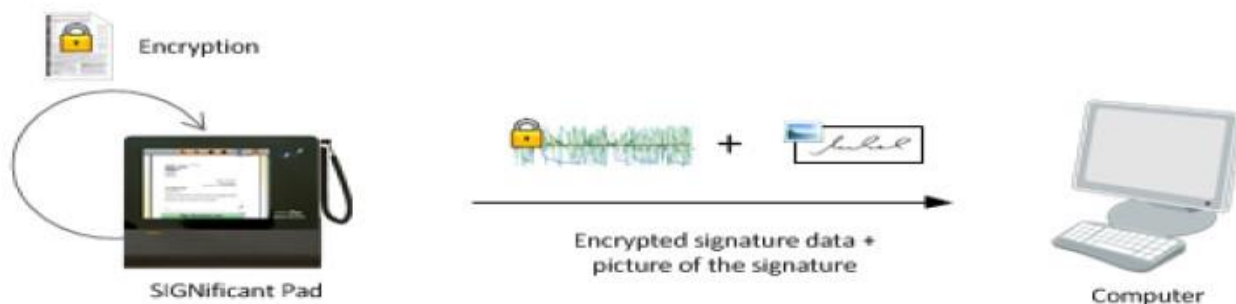 Encryption
Encrypted signature data +
picture of the signature
SIGNificant Pad
Computer